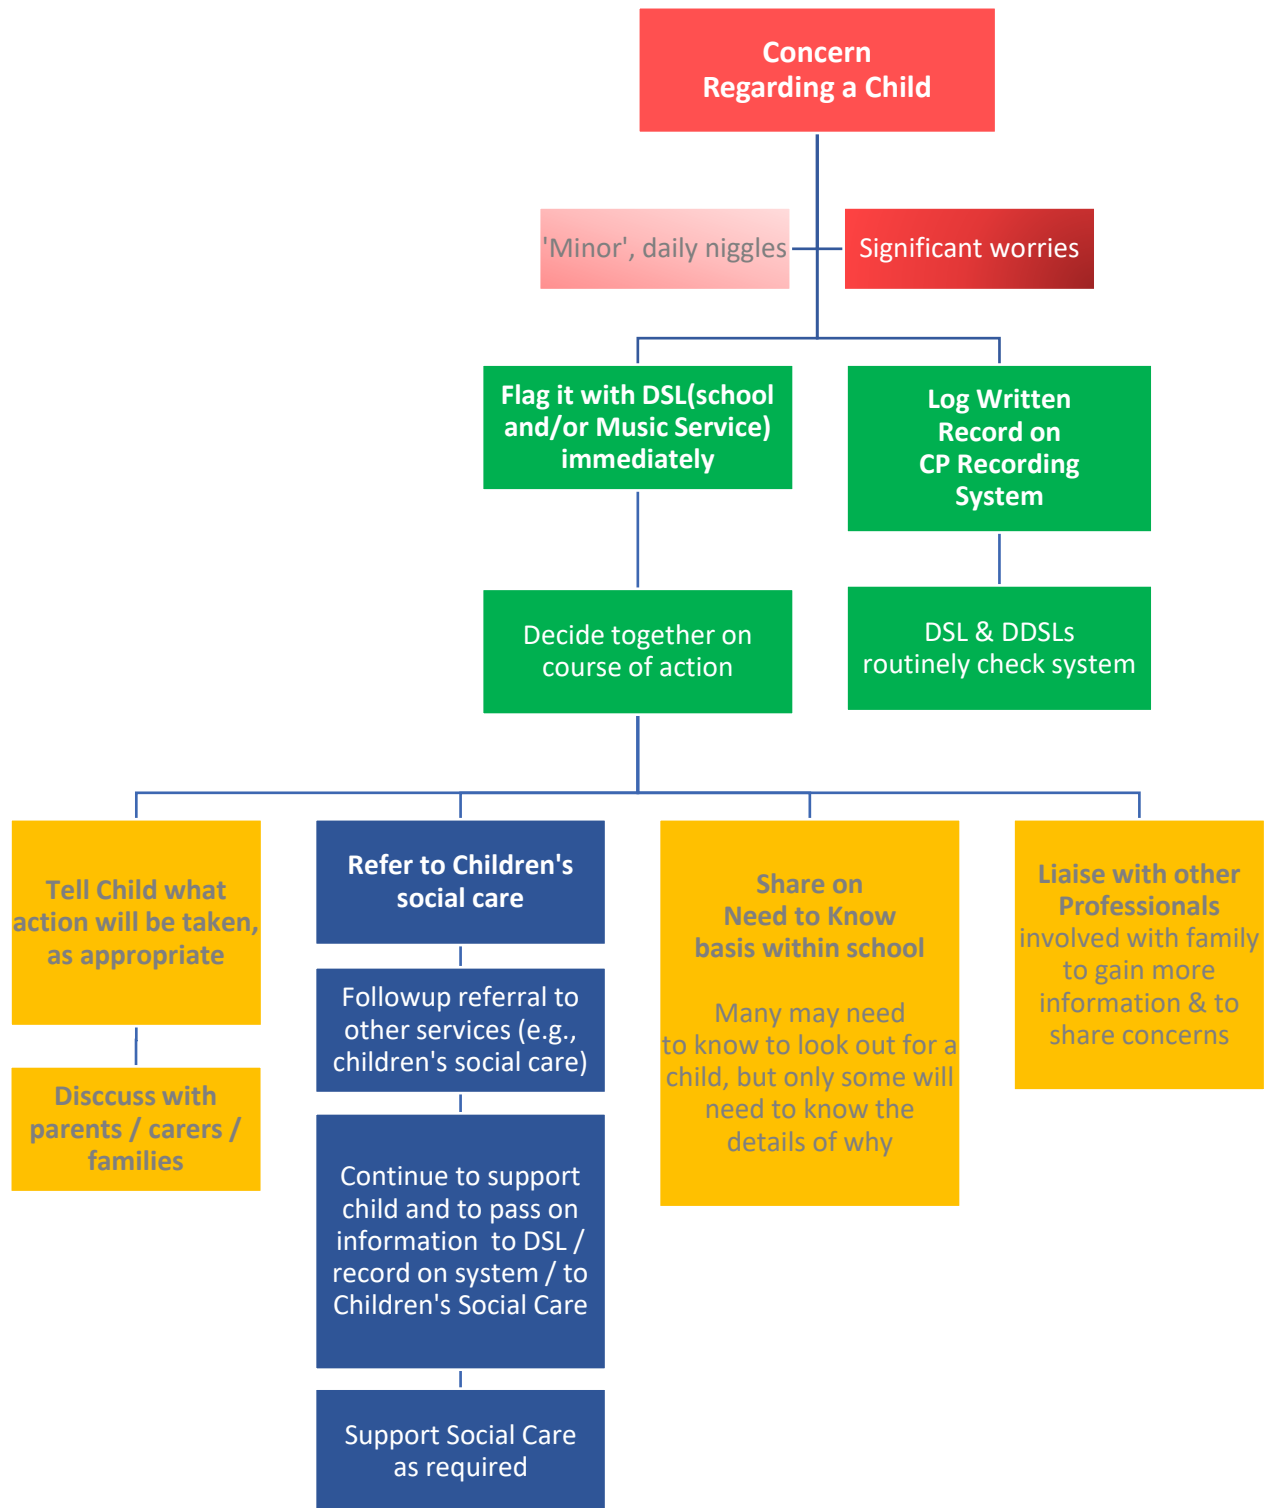 Concern
Regarding a Child
'Minor', daily niggles
Significant worries
Flag it with DSL(school
and/or Music Service)
immediately
Log Written
Record on
CP Recording
System
Decide together on
course of action
DSL & DDSLs
routinely check system
Tell Child what
action will be taken,
as appropriate
Disccuss with
parents / carers /
families
Refer to Children's
social care
Followup referral to
other services (e.g.,
children's social care)
Continue to support
child and to pass on
information to DSL /
record on system / to
Children's Social Care
Support Social Care
as required
Share on
Need to Know
basis within school
Many may need
to know to look out for a
child, but only some will
need to know the
details of why
Liaise with other
Professionals
involved with family
to gain more
information & to
share concerns